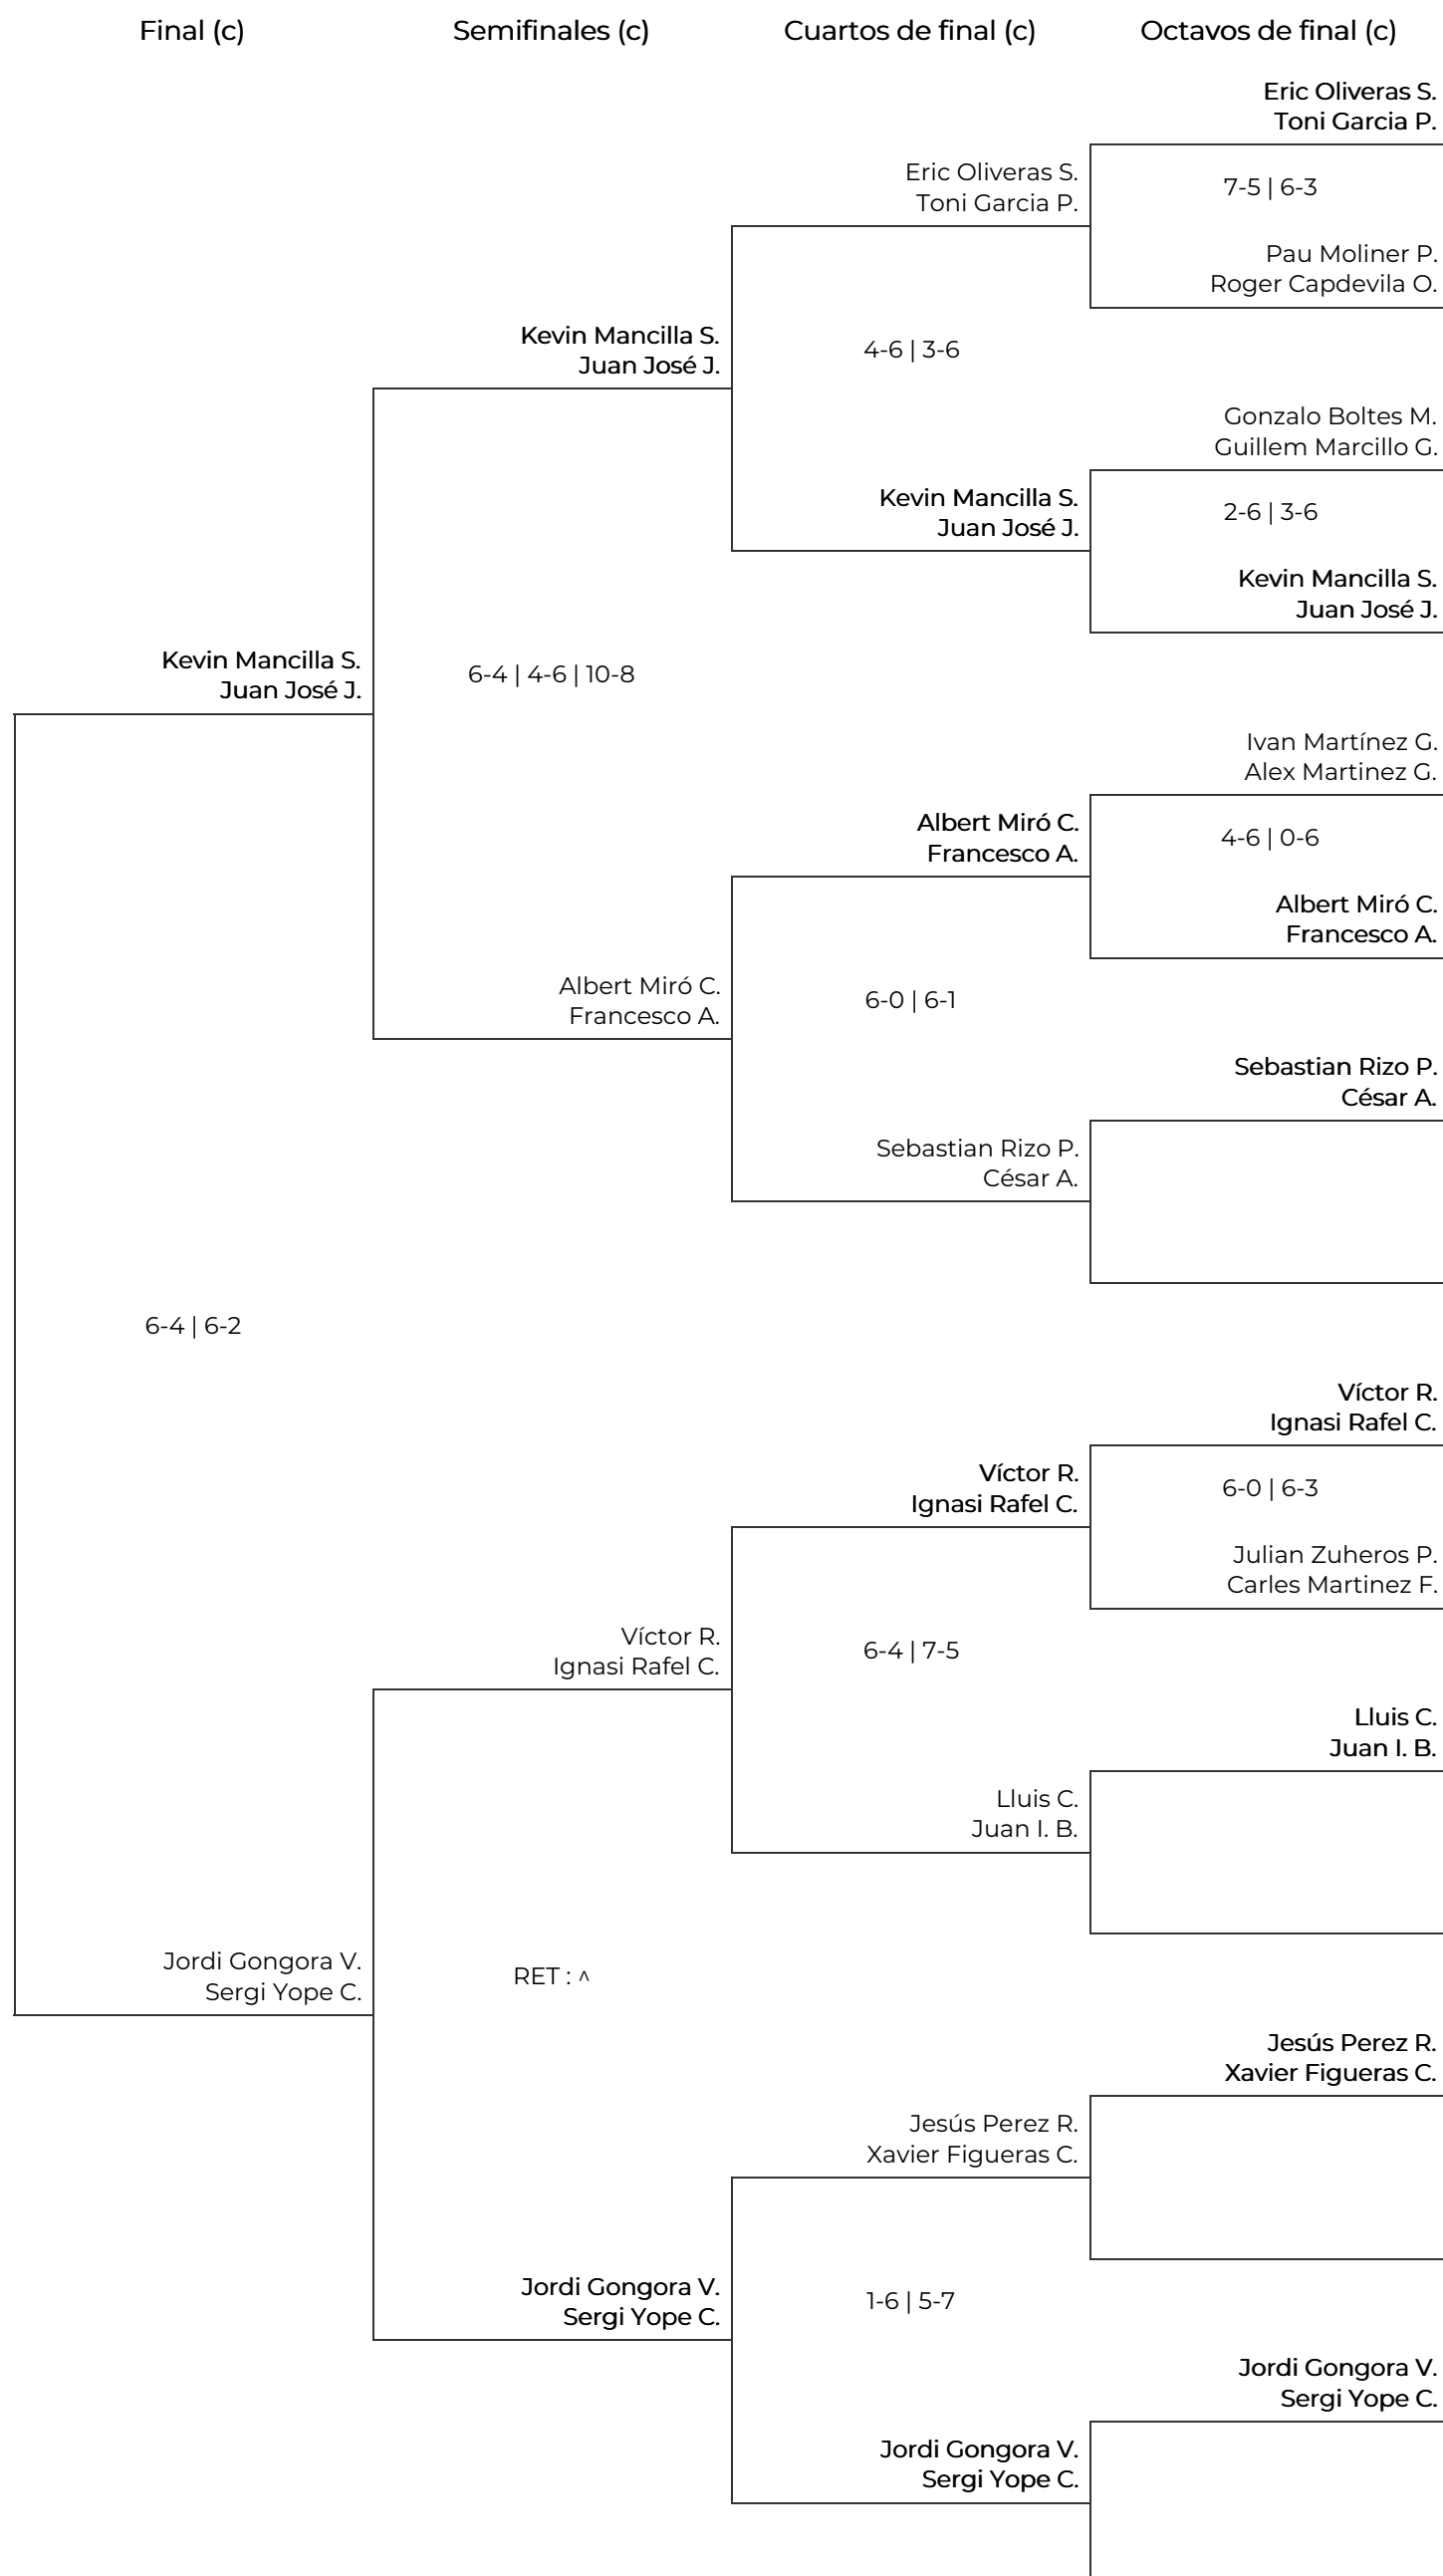 Final (c)
Semifinales (c)
Cuartos de final (c)
Octavos de final (c)
Eric Oliveras S.
Toni Garcia P.
Eric Oliveras S.
Toni Garcia P.
7-5 | 6-3
Pau Moliner P.
Roger Capdevila O.
Kevin Mancilla S.
Juan José J.
4-6 | 3-6
Gonzalo Boltes M.
Guillem Marcillo G.
Kevin Mancilla S.
Juan José J.
2-6 | 3-6
Kevin Mancilla S.
Juan José J.
Kevin Mancilla S.
Juan José J.
6-4 | 4-6 | 10-8
Ivan Martínez G.
Alex Martinez G.
Albert Miró C.
Francesco A.
4-6 | 0-6
Albert Miró C.
Francesco A.
Albert Miró C.
Francesco A.
6-0 | 6-1
Sebastian Rizo P.
César A.
Sebastian Rizo P.
César A.
6-4 | 6-2
Víctor R.
Ignasi Rafel C.
Víctor R.
Ignasi Rafel C.
6-0 | 6-3
Julian Zuheros P.
Carles Martinez F.
Víctor R.
Ignasi Rafel C.
6-4 | 7-5
Lluis C.
Juan I. B.
Lluis C.
Juan I. B.
Jordi Gongora V.
Sergi Yope C.
RET : ^
Jesús Perez R.
Xavier Figueras C.
Jesús Perez R.
Xavier Figueras C.
Jordi Gongora V.
Sergi Yope C.
1-6 | 5-7
Jordi Gongora V.
Sergi Yope C.
Jordi Gongora V.
Sergi Yope C.